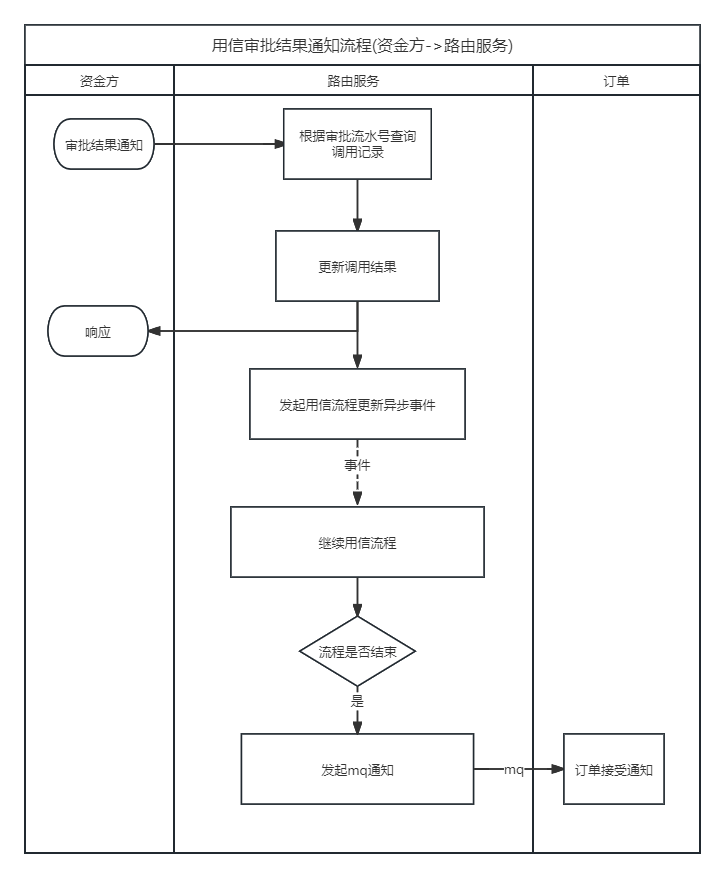 用信审批结果通知流程(资金方->路由服务)
资金方
路由服务
订单
审批结果通知
根据审批流水号查询
调用记录
更新调用结果
响应
发起用信流程更新异步事件
事件
继续用信流程
流程是否结束
是
发起mq通知
mq
订单接受通知